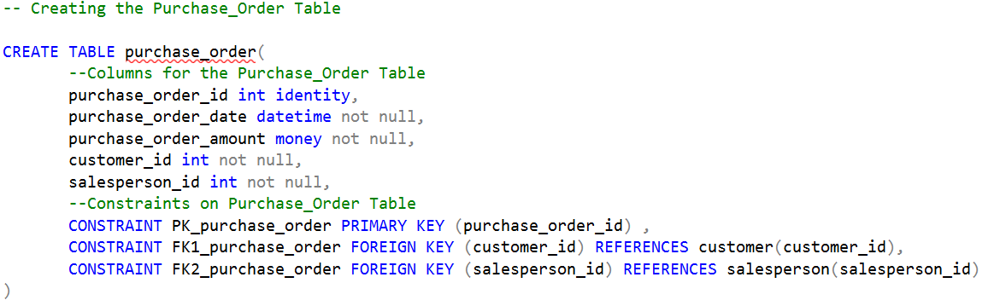 -- Creating the Purchase_Order Table
CREATE TABLE purchase_order(
--Columns for the Purchase_Order Table
purchase_order_id int identity,
purchase_order_date datetime not null,
purchase_order_amount money not null,
customer_id int not null,
salesperson_id int not null,
--Constraints on Purchase_Order Table
CONSTRAINT PK_purchase_order PRIMARY KEY (purchase_order_id) ,
CONSTRAINT FK1_purchase_order FOREIGN KEY (customer_id) REFERENCES customer(customer_id),
CONSTRAINT FK2_purchase_order FOREIGN KEY (salesperson_id) REFERENCES salesperson(salesperson_id)
)